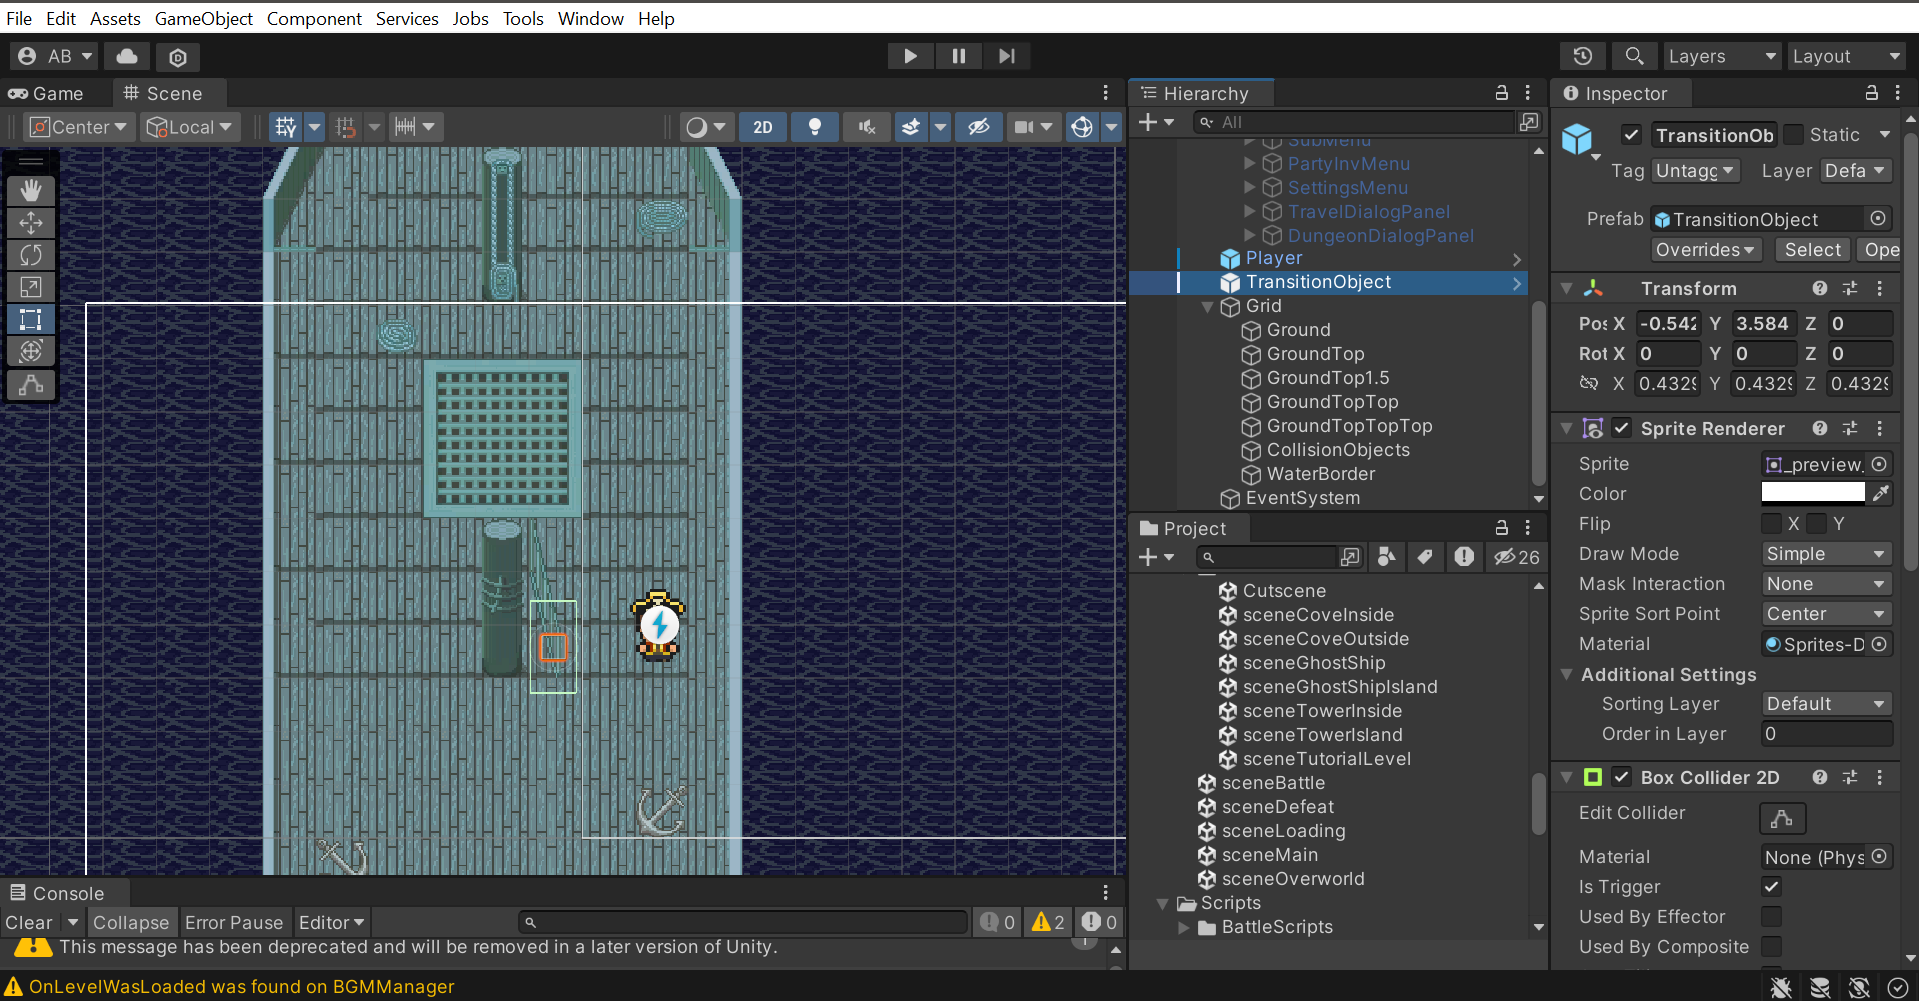 File Edit Assets GameObject Component Services Jobs Tools Window Help
AB
Layers Layout
Game Scene
Center Local 2D
Hierarchy
All
SubMenu
PartyInvMenu
SettingsMenu
TravelDialogPanel
DungeonDialogPanel
Player
TransitionObject
Grid
Ground
GroundTop
GroundTop1.5
GroundTopTop
GroundTopTopTop
CollisionObjects
WaterBorder
EventSystem
Project
26
Cutscene
sceneCoveInside
sceneCoveOutside
sceneGhostShip
sceneGhostShipIsland
sceneTowerInside
sceneTowerIsland
sceneTutorialLevel
sceneBattle
sceneDefeat
sceneLoading
sceneMain
sceneOverworld
Scripts
BattleScripts
Inspector
TransitionOb Static
Tag Untagg Layer Defa
Prefab TransitionObject
Overrides Select Ope
Transform
Pos X -0.542 Y 3.584 Z 0
Rot X 0 Y 0 Z 0
X 0.4329 Y 0.4329 Z 0.4329
Sprite Renderer
Sprite _preview_
Color
Flip X Y
Draw Mode Simple
Mask Interaction None
Sprite Sort Point Center
Material Sprites-D
Additional Settings
Sorting Layer Default
Order in Layer 0
Box Collider 2D
Edit Collider
Material None (Phys
Is Trigger
Used By Effector
Used By Composite
Console
Clear Collapse Error Pause Editor 0 2 0
This message has been deprecated and will be removed in a later version of Unity.
OnLevelWasLoaded was found on BGMManager